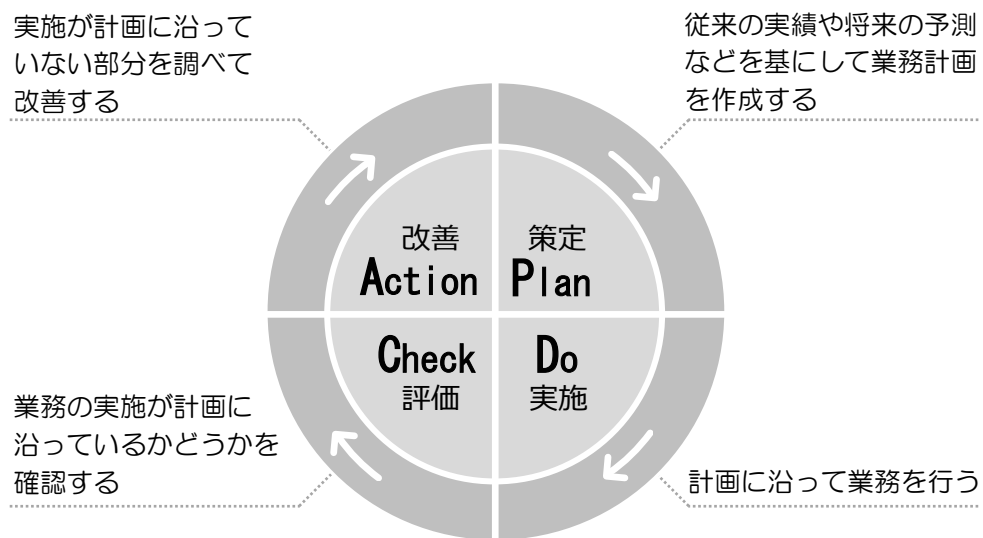 実施が計画に沿って
いない部分を調べて
改善する
従来の実績や将来の予測
などを基にして業務計画
を作成する
改善
Action
策定
Plan
Check
評価
Do
実施
業務の実施が計画に
沿っているかどうかを
確認する
計画に沿って業務を行う